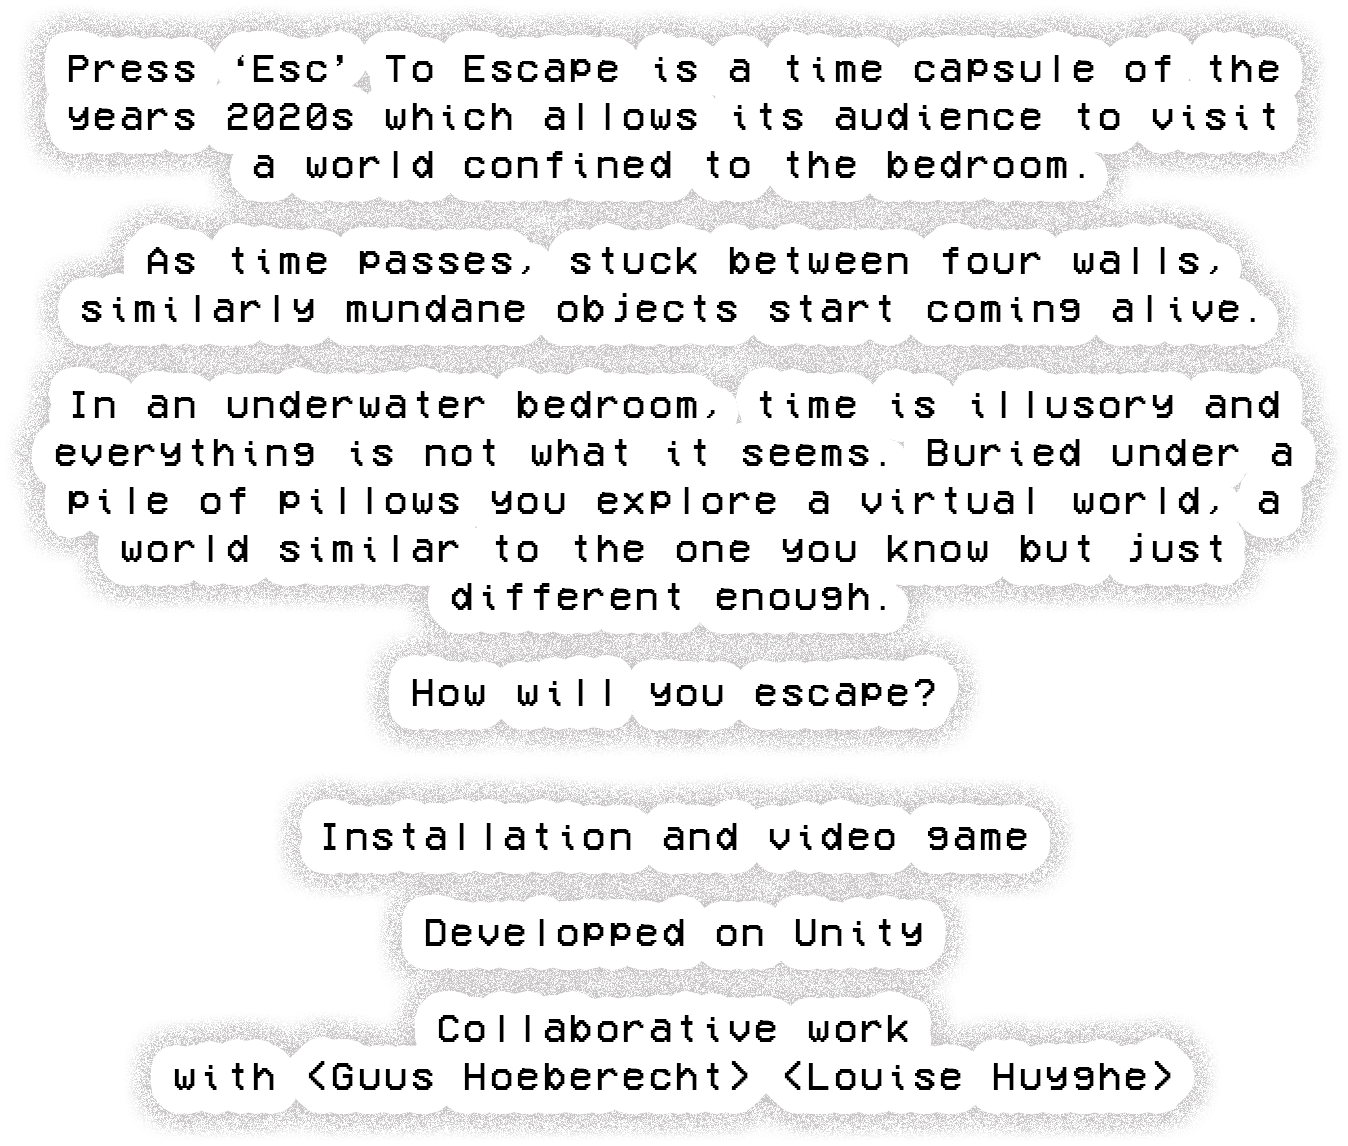 Press ‘Esc’ To Escape is a time capsule of the
years 2020s which allows its audience to visit
a world confined to the bedroom.
As time passes, stuck between four walls,
similarly mundane objects start coming alive.
In an underwater bedroom, time is illusory and
everything is not what it seems. Buried under a
pile of pillows you explore a virtual world, a
world similar to the one you know but just
different enough.
How will you escape?
Installation and video game
Developped on Unity
Collaborative work
with <Guus Hoeberecht> <Louise Huyghe>